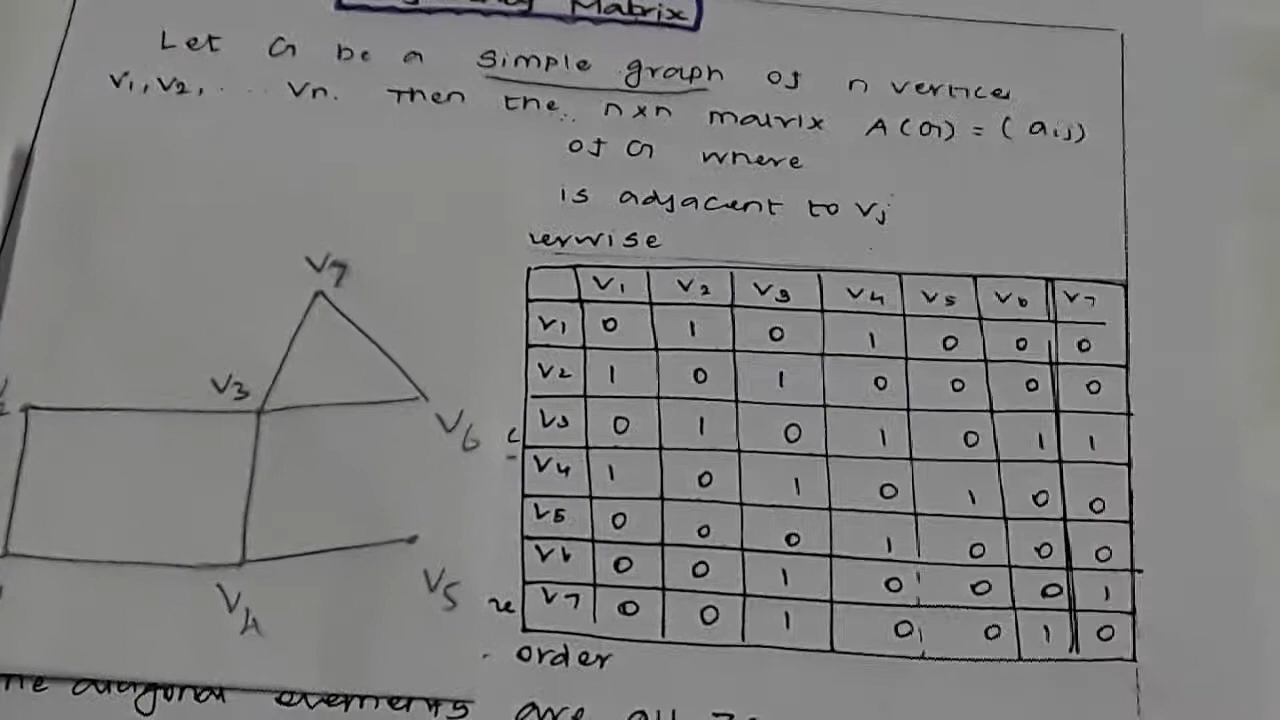 Matrix
Let G be a simple graph of n vertices
V1, V2, . . . Vn. Then the n×n matrix A(G) = (aij)
of G where
is adjacent to Vj
erwise
V7
V3
V6
V4
V5
V1 V2 V3 V4 V5 V6 V7
V1 0 1 0 1 0 0 0
V2 1 0 1 0 0 0 0
V3 0 1 0 1 0 1 1
V4 1 0 1 0 1 0 0
V5 0 0 0 1 0 0 0
V6 0 0 1 0 0 0 1
V7 0 0 1 0 0 1 0
order
diagonal elements are all